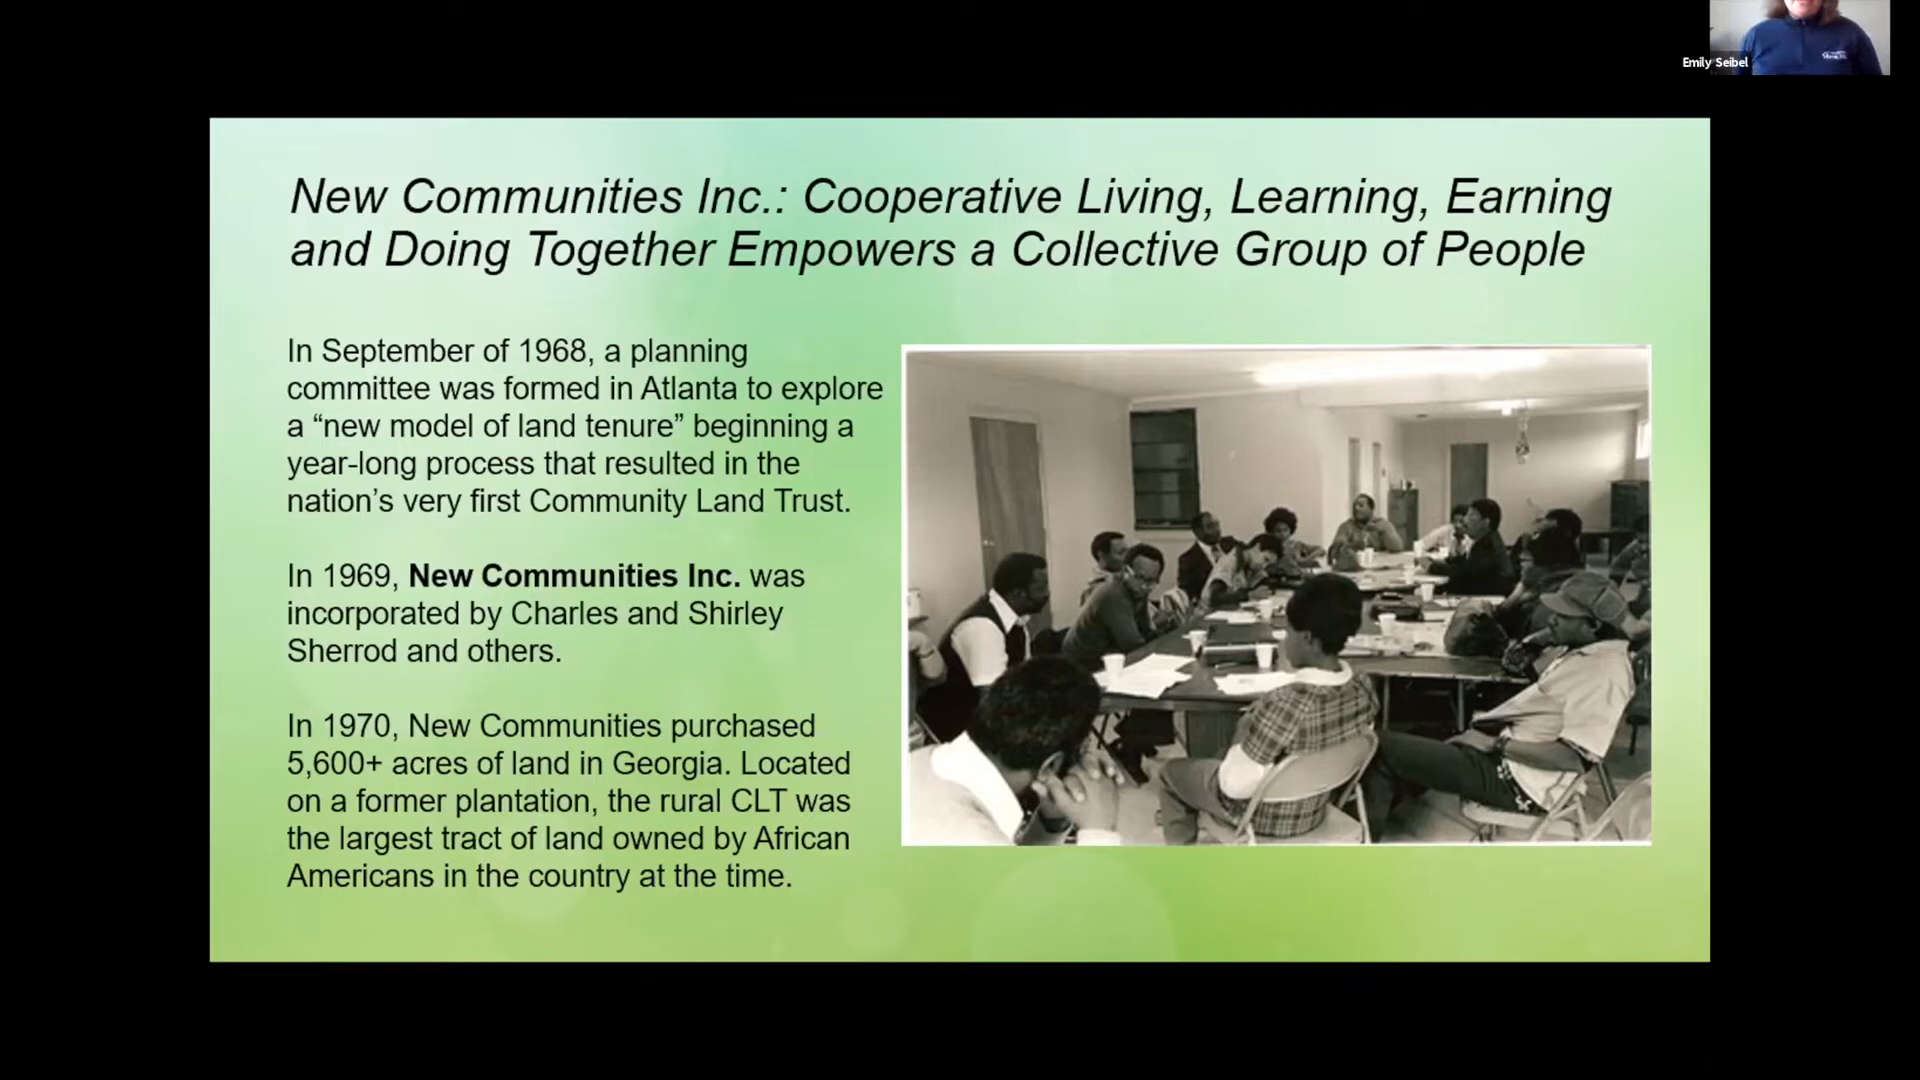 Emily Seibel
New Communities Inc.: Cooperative Living, Learning, Earning
and Doing Together Empowers a Collective Group of People
In September of 1968, a planning
committee was formed in Atlanta to explore
a “new model of land tenure” beginning a
year-long process that resulted in the
nation’s very first Community Land Trust.
In 1969, New Communities Inc. was
incorporated by Charles and Shirley
Sherrod and others.
In 1970, New Communities purchased
5,600+ acres of land in Georgia. Located
on a former plantation, the rural CLT was
the largest tract of land owned by African
Americans in the country at the time.